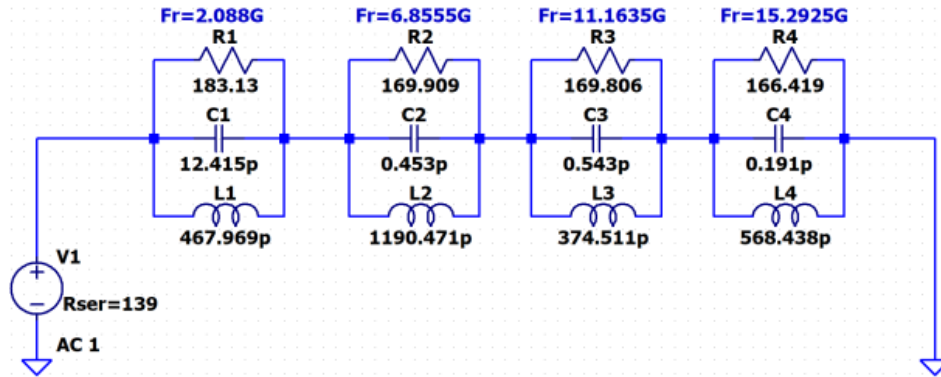 Fr=2.088G Fr=6.8555G Fr=11.1635G Fr=15.2925G
R1 R2 R3 R4
183.13 169.909 169.806 166.419
C1 C2 C3 C4
12.415p 0.453p 0.543p 0.191p
L1 L2 L3 L4
467.969p 1190.471p 374.511p 568.438p
V1
Rser=139
AC 1